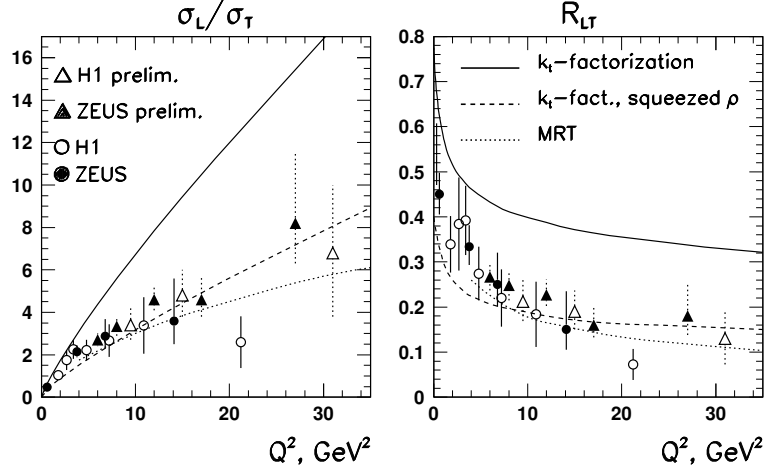 σL/σT
16
14
12
10
8
6
4
2
0
△ H1 prelim.
▲ ZEUS prelim.
○ H1
● ZEUS
0 10 20 30
Q², GeV²
RLT
0.8
0.7
0.6
0.5
0.4
0.3
0.2
0.1
0
kt-factorization
kt-fact., squeezed ρ
MRT
0 10 20 30
Q², GeV²